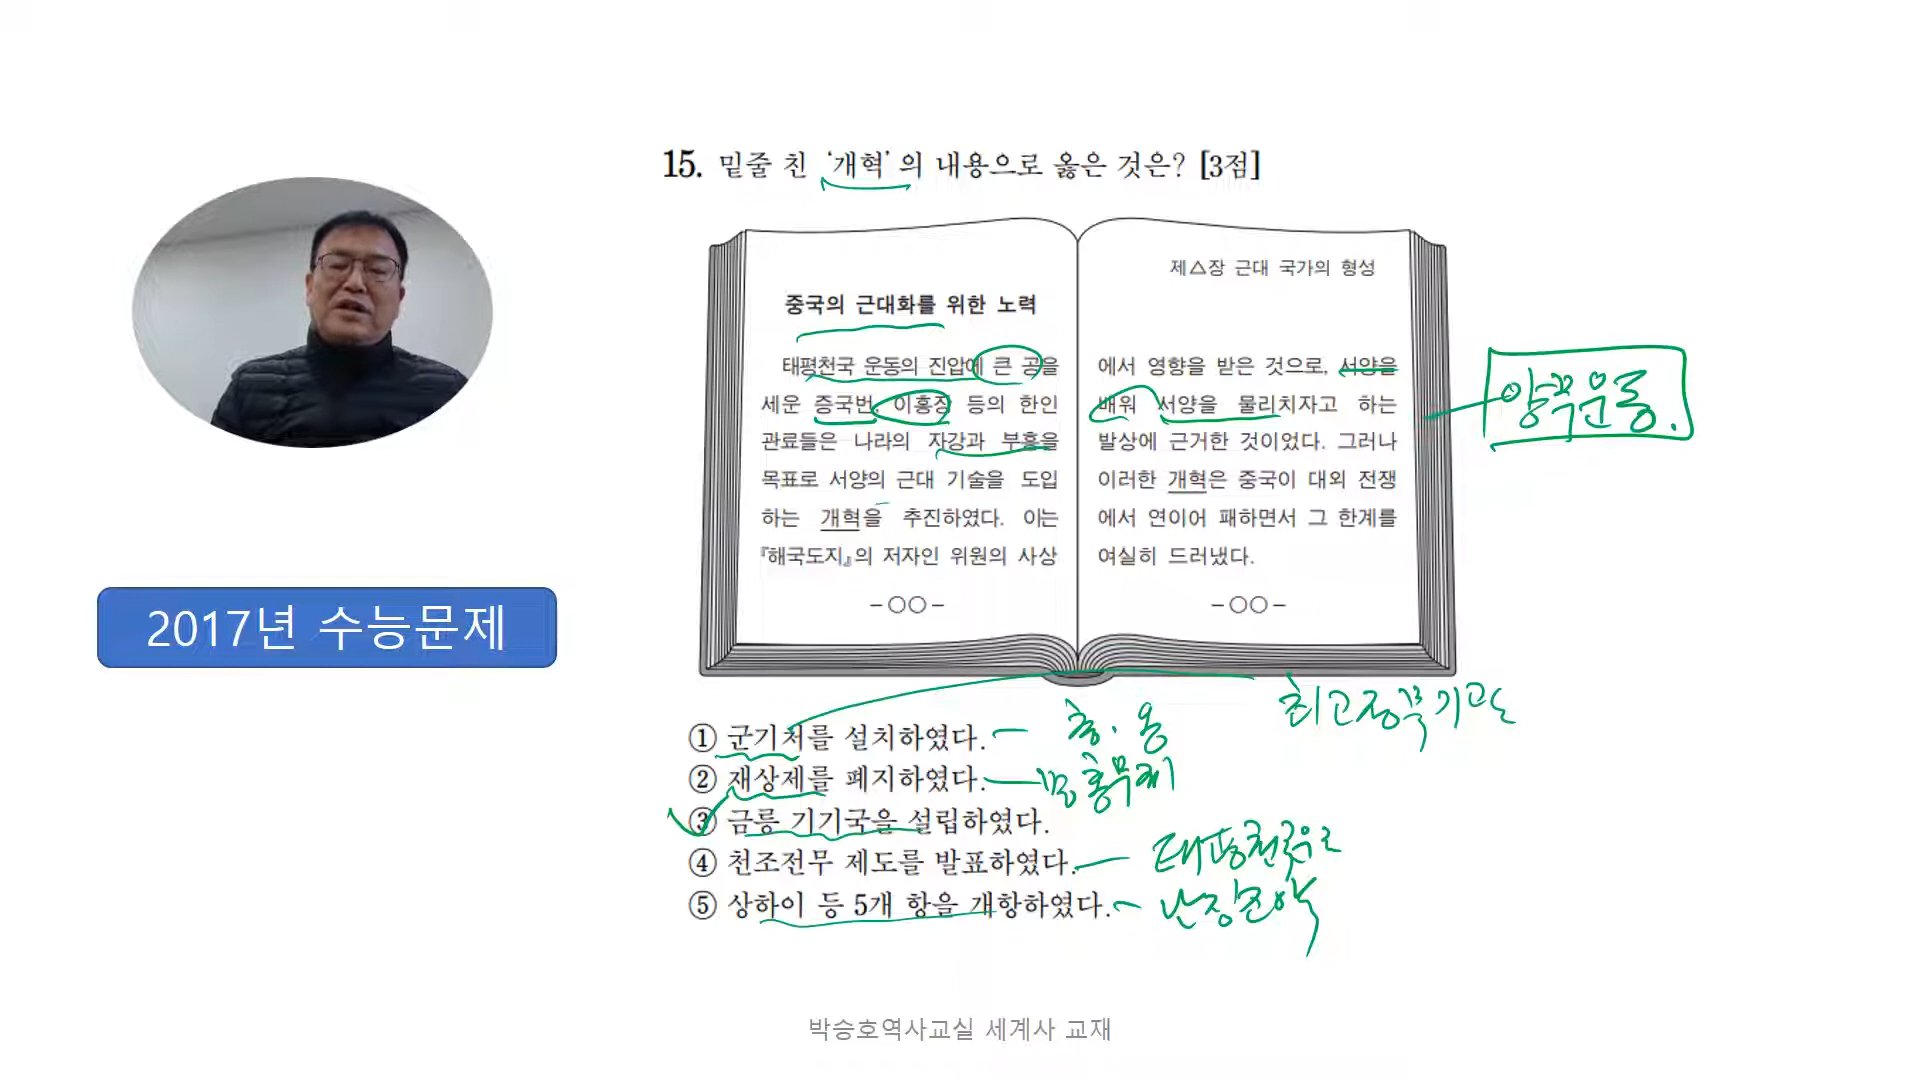 15. 밑줄 친 ‘개혁’의 내용으로 옳은 것은? [3점]
중국의 근대화를 위한 노력
태평천국 운동의 진압에 큰 공을
세운 증국번, 이홍장 등의 한인
관료들은 나라의 자강과 부흥을
목표로 서양의 근대 기술을 도입
하는 개혁을 추진하였다. 이는
『해국도지』의 저자인 위원의 사상
–○○–
제△장 근대 국가의 형성
에서 영향을 받은 것으로, 서양을
배워 서양을 물리치자고 하는
발상에 근거한 것이었다. 그러나
이러한 개혁은 중국이 대외 전쟁
에서 연이어 패하면서 그 한계를
여실히 드러냈다.
–○○–
양무운동.
2017년 수능문제
최고정무기구
① 군기처를 설치하였다.
② 재상제를 폐지하였다.
③ 금릉 기기국을 설립하였다.
④ 천조전무 제도를 발표하였다.
태평천국운동
⑤ 상하이 등 5개 항을 개항하였다.
난징조약
박승호역사교실 세계사 교재